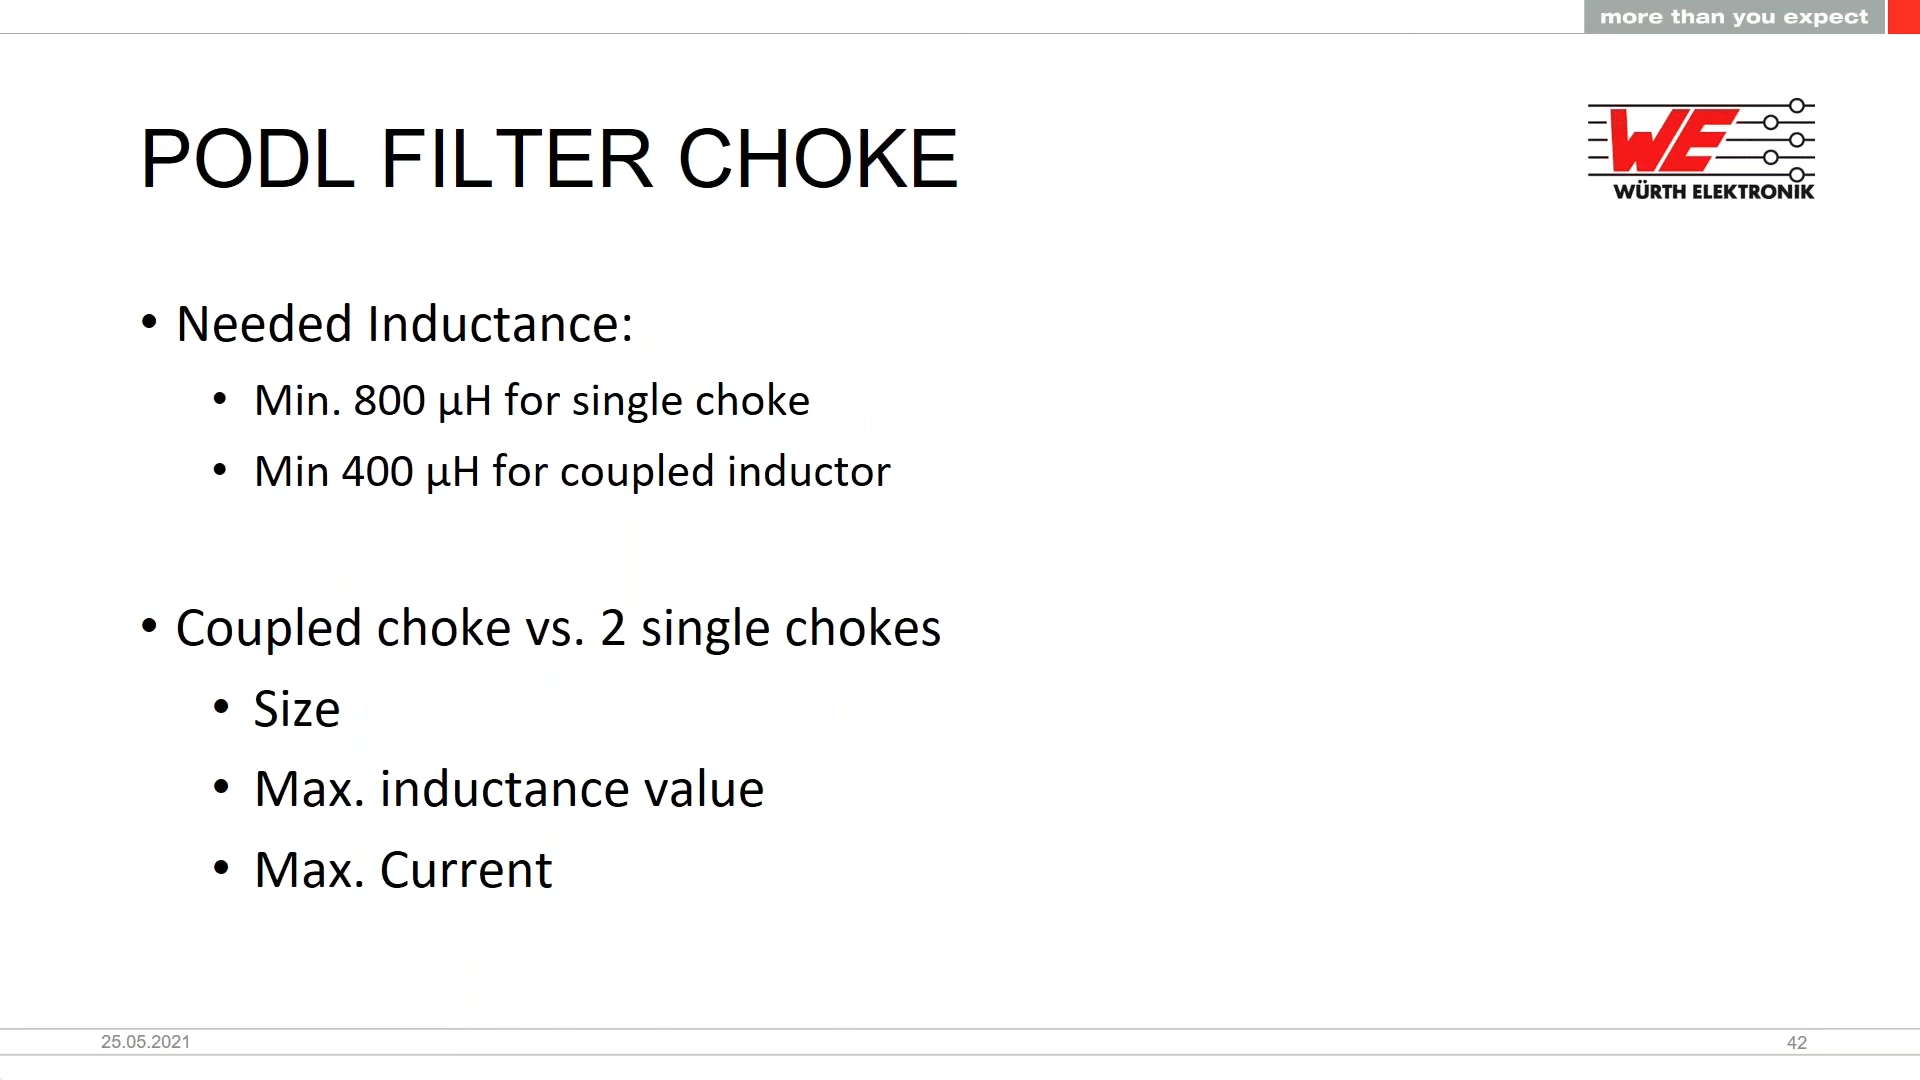 more than you expect
PODL FILTER CHOKE
WE
WÜRTH ELEKTRONIK
• Needed Inductance:
• Min. 800 µH for single choke
• Min 400 µH for coupled inductor
• Coupled choke vs. 2 single chokes
• Size
• Max. inductance value
• Max. Current
25.05.2021
42